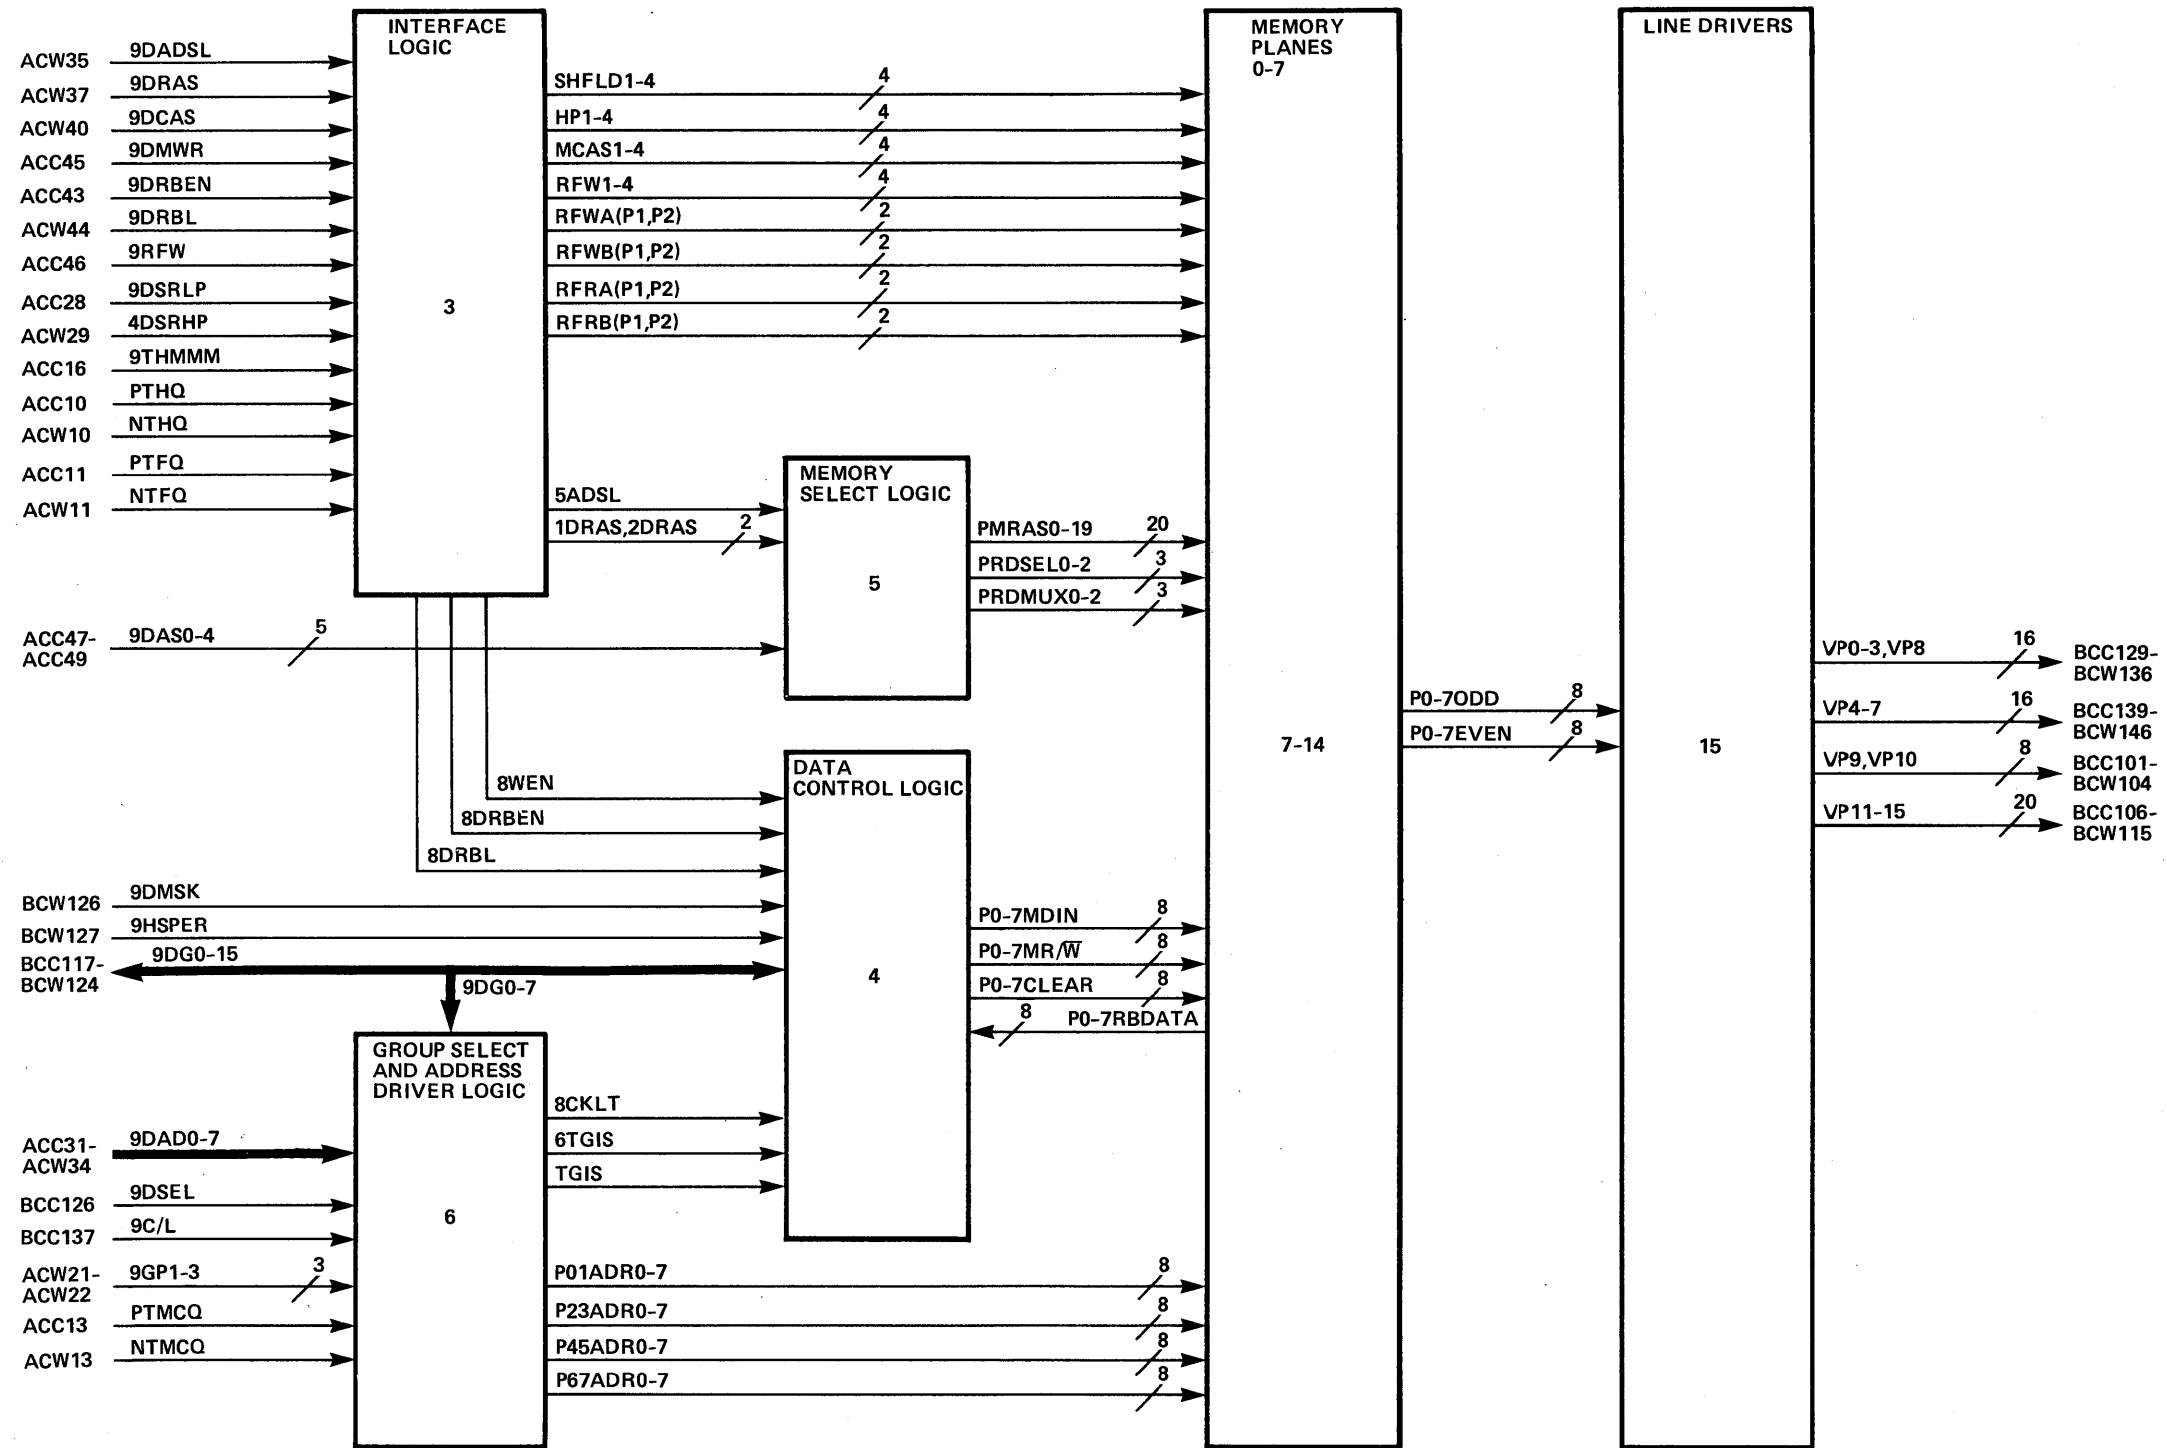 INTERFACE
LOGIC
3
ACW35 9DADSL
ACW37 9DRAS
ACW40 9DCAS
ACC45 9DMWR
ACC43 9DRBEN
ACW44 9DRBL
ACC46 9RFW
ACC28 9DSRLP
ACW29 4DSRHP
ACC16 9THMMM
ACC10 PTHQ
ACW10 NTHQ
ACC11 PTFQ
ACW11 NTFQ
SHFLD1-4 4
HP1-4 4
MCAS1-4 4
RFW1-4 4
RFWA(P1,P2) 2
RFWB(P1,P2) 2
RFRA(P1,P2) 2
RFRB(P1,P2) 2
5ADSL
1DRAS,2DRAS 2
ACC47-
ACC49
9DAS0-4 5
MEMORY
SELECT LOGIC
5
PMRAS0-19 20
PRDSEL0-2 3
PRDMUX0-2 3
8WEN
8DRBEN
8DRBL
BCW126 9DMSK
BCW127 9HSPER
BCC117-
BCW124
9DG0-15
9DG0-7
DATA
CONTROL LOGIC
4
P0-7MDIN 8
P0-7MR/W̅ 8
P0-7CLEAR 8
8 P0-7RBDATA
GROUP SELECT
AND ADDRESS
DRIVER LOGIC
6
ACC31-
ACW34
9DAD0-7
BCC126 9DSEL
BCC137 9C/L
ACW21-
ACW22
9GP1-3 3
ACC13 PTMCQ
ACW13 NTMCQ
8CKLT
6TGIS
TGIS
P01ADR0-7 8
P23ADR0-7 8
P45ADR0-7 8
P67ADR0-7 8
MEMORY
PLANES
0-7
7-14
P0-7ODD 8
P0-7EVEN 8
LINE DRIVERS
15
VP0-3,VP8 16
BCC129-
BCW136
VP4-7 16
BCC139-
BCW146
VP9,VP10 8
BCC101-
BCW104
VP11-15 20
BCC106-
BCW115